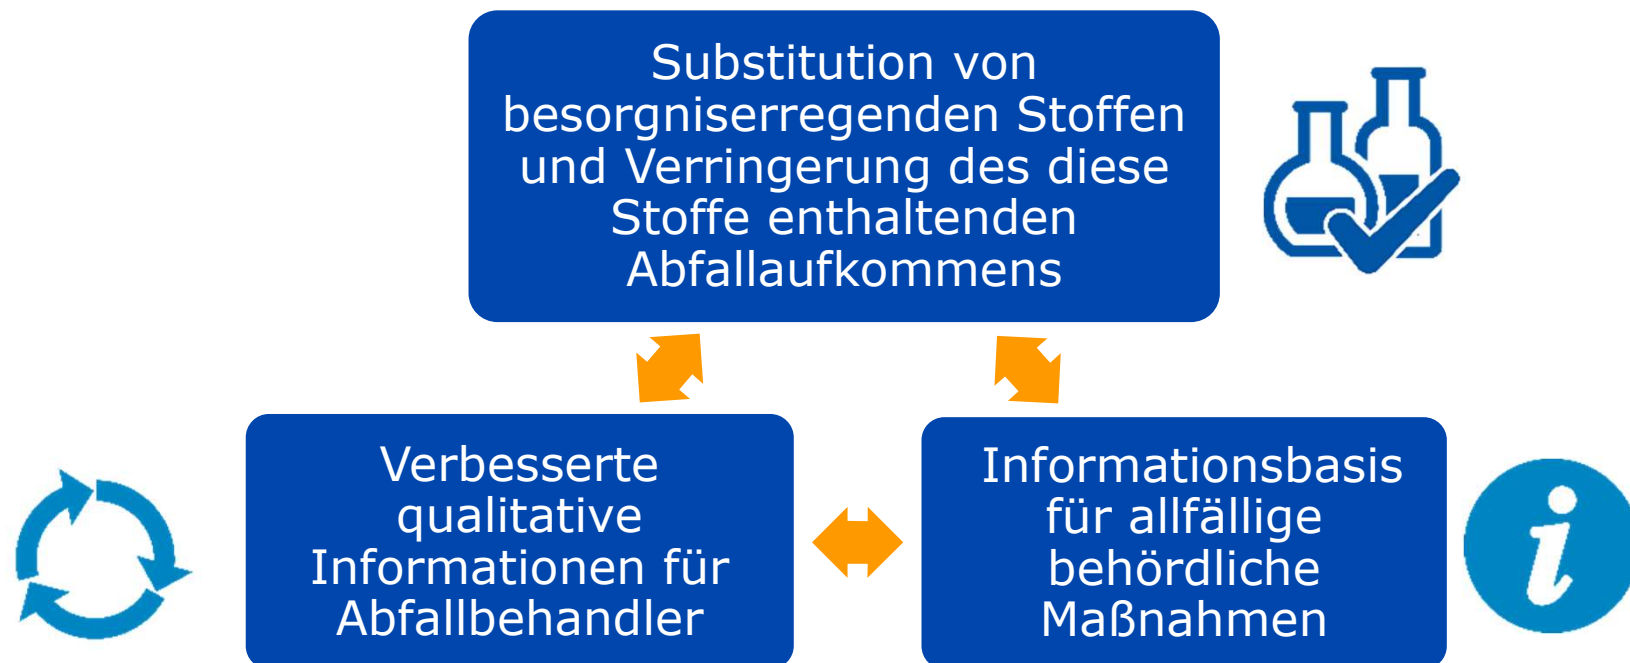 Substitution von
besorgniserregenden Stoffen
und Verringerung des diese
Stoffe enthaltenden
Abfallaufkommens
Verbesserte
qualitative
Informationen für
Abfallbehandler
Informationsbasis
für allfällige
behördliche
Maßnahmen
i